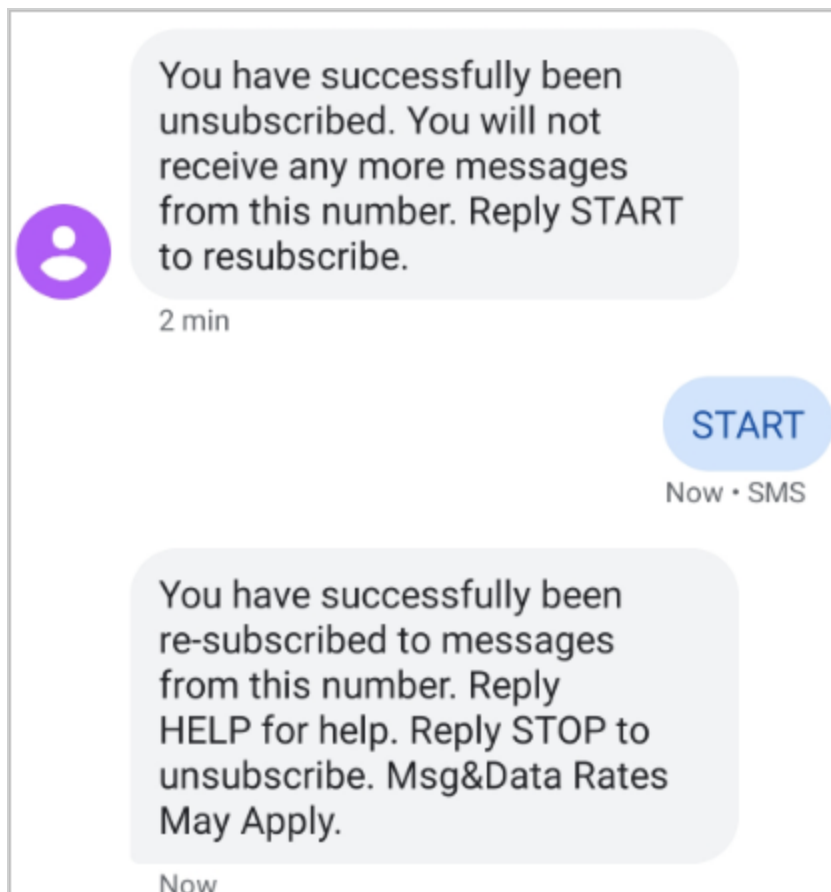 You have successfully been
unsubscribed. You will not
receive any more messages
from this number. Reply START
to resubscribe.
2 min
START
Now • SMS
You have successfully been
re-subscribed to messages
from this number. Reply
HELP for help. Reply STOP to
unsubscribe. Msg&Data Rates
May Apply.
Now